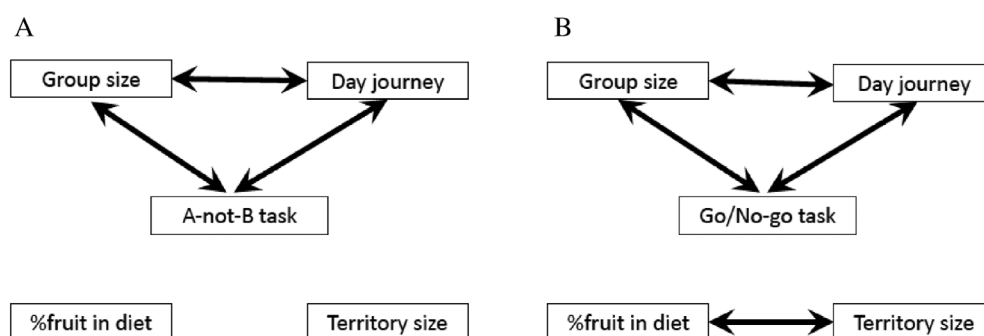 A
Group size
Day journey
A-not-B task
%fruit in diet
Territory size
B
Group size
Day journey
Go/No-go task
%fruit in diet
Territory size